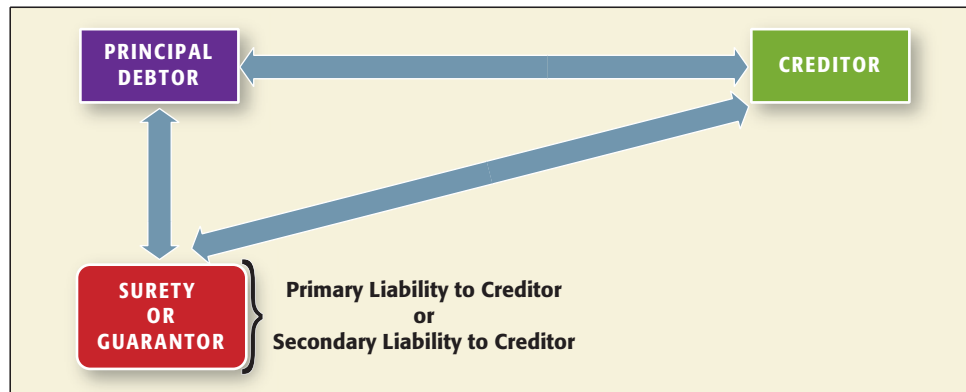 PRINCIPAL
DEBTOR
CREDITOR
SURETY
OR
GUARANTOR
Primary Liability to Creditor
or
Secondary Liability to Creditor